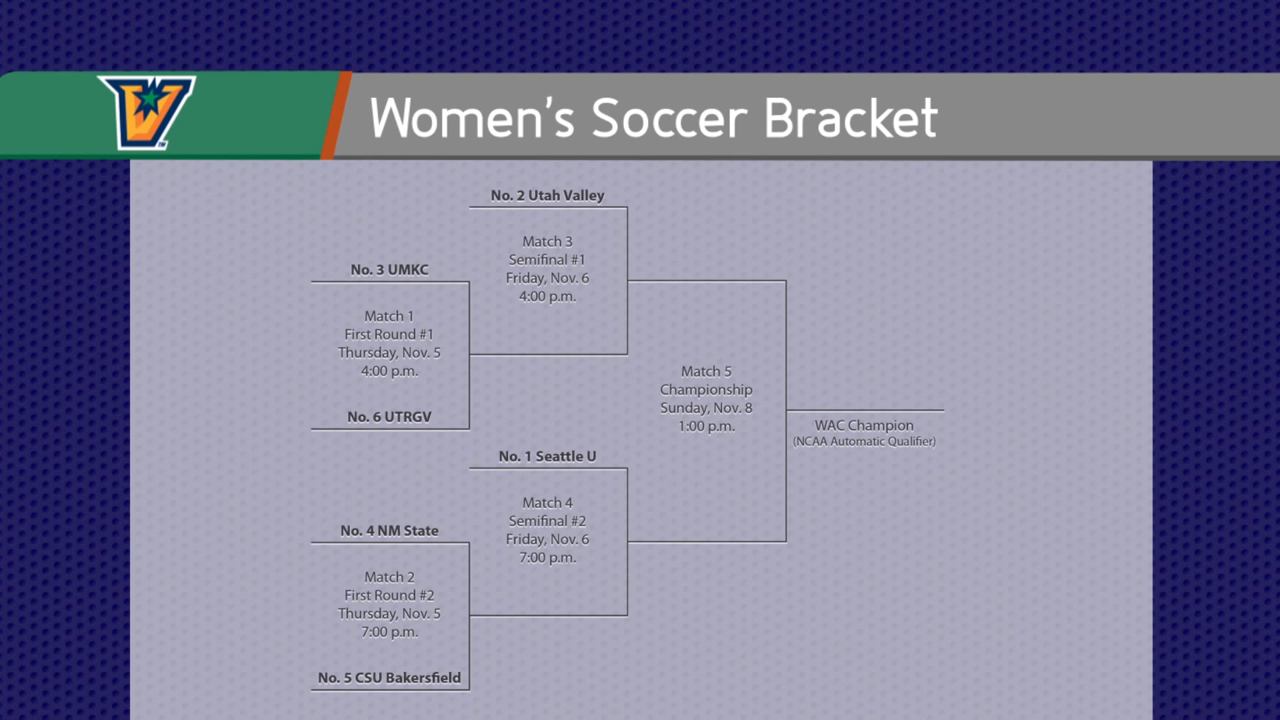 Women's Soccer Bracket
No. 2 Utah Valley
Match 3
Semifinal #1
Friday, Nov. 6
4:00 p.m.
No. 3 UMKC
Match 1
First Round #1
Thursday, Nov. 5
4:00 p.m.
No. 6 UTRGV
Match 5
Championship
Sunday, Nov. 8
1:00 p.m.
WAC Champion
(NCAA Automatic Qualifier)
No. 1 Seattle U
Match 4
Semifinal #2
Friday, Nov. 6
7:00 p.m.
No. 4 NM State
Match 2
First Round #2
Thursday, Nov. 5
7:00 p.m.
No. 5 CSU Bakersfield